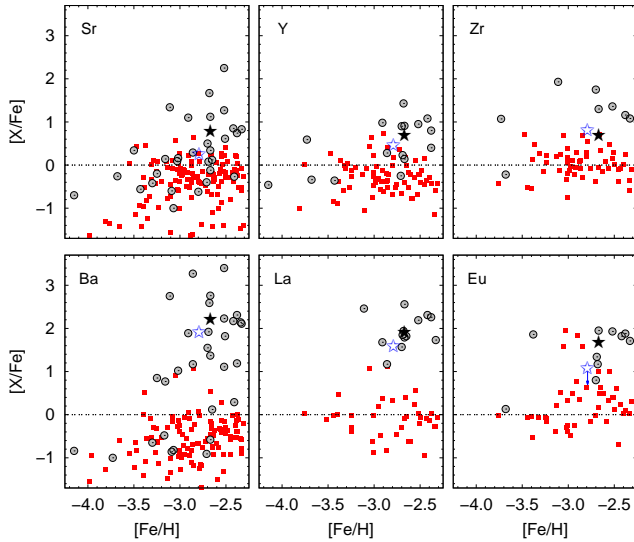 Sr Y Zr
3
2
1
0
−1
[X/Fe]
Ba La Eu
3
2
1
0
−1
[X/Fe]
−4.0 −3.5 −3.0 −2.5 −4.0 −3.5 −3.0 −2.5 −4.0 −3.5 −3.0 −2.5
[Fe/H] [Fe/H] [Fe/H]